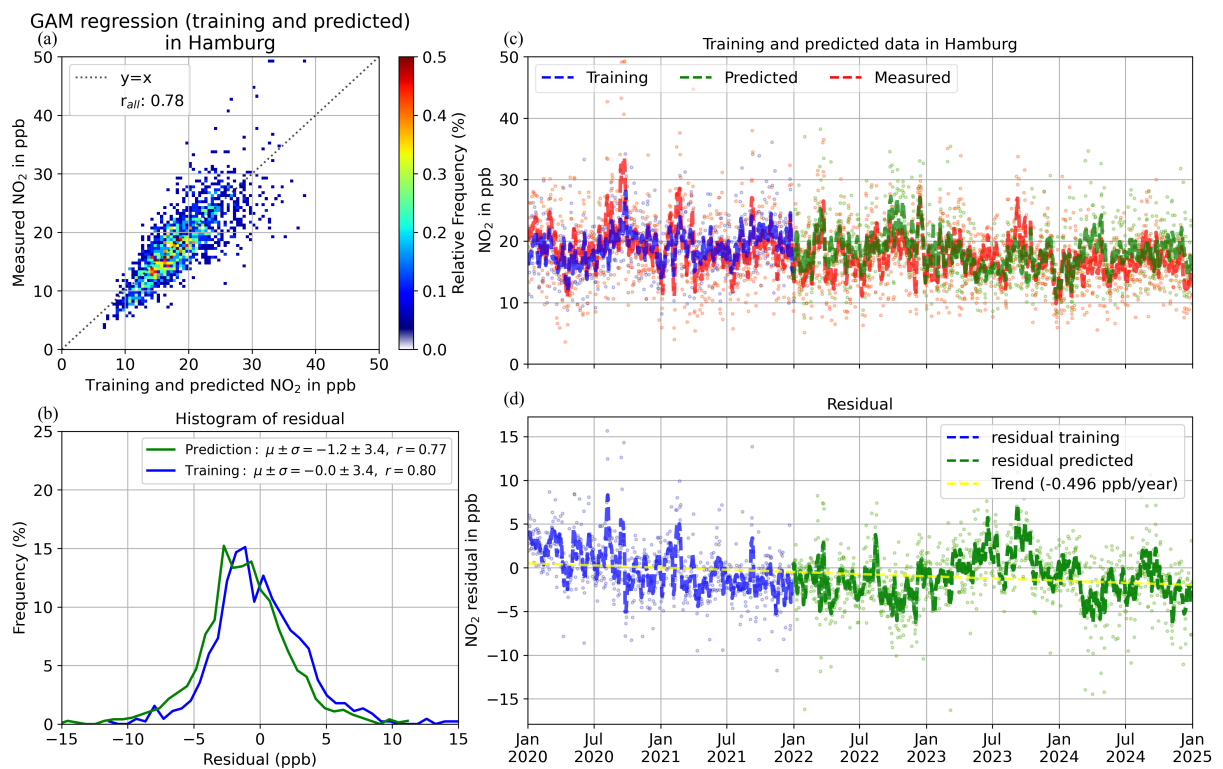 GAM regression (training and predicted)
in Hamburg
(a)
50
40
30
20
10
0
Measured NO₂ in ppb
y=x
r_all: 0.78
0 10 20 30 40 50
Training and predicted NO₂ in ppb
0.5
0.4
0.3
0.2
0.1
0.0
Relative Frequency (%)
(b)
Histogram of residual
25
20
15
10
5
0
Frequency (%)
Prediction: μ ± σ = −1.2 ± 3.4, r = 0.77
Training: μ ± σ = −0.0 ± 3.4, r = 0.80
−15 −10 −5 0 5 10 15
Residual (ppb)
(c)
Training and predicted data in Hamburg
50
40
30
20
10
0
NO₂ in ppb
Training Predicted Measured
(d)
Residual
15
10
5
0
−5
−10
−15
NO₂ residual in ppb
residual training
residual predicted
Trend (-0.496 ppb/year)
Jan Jul Jan Jul Jan Jul Jan Jul Jan Jul Jan
2020 2020 2021 2021 2022 2022 2023 2023 2024 2024 2025